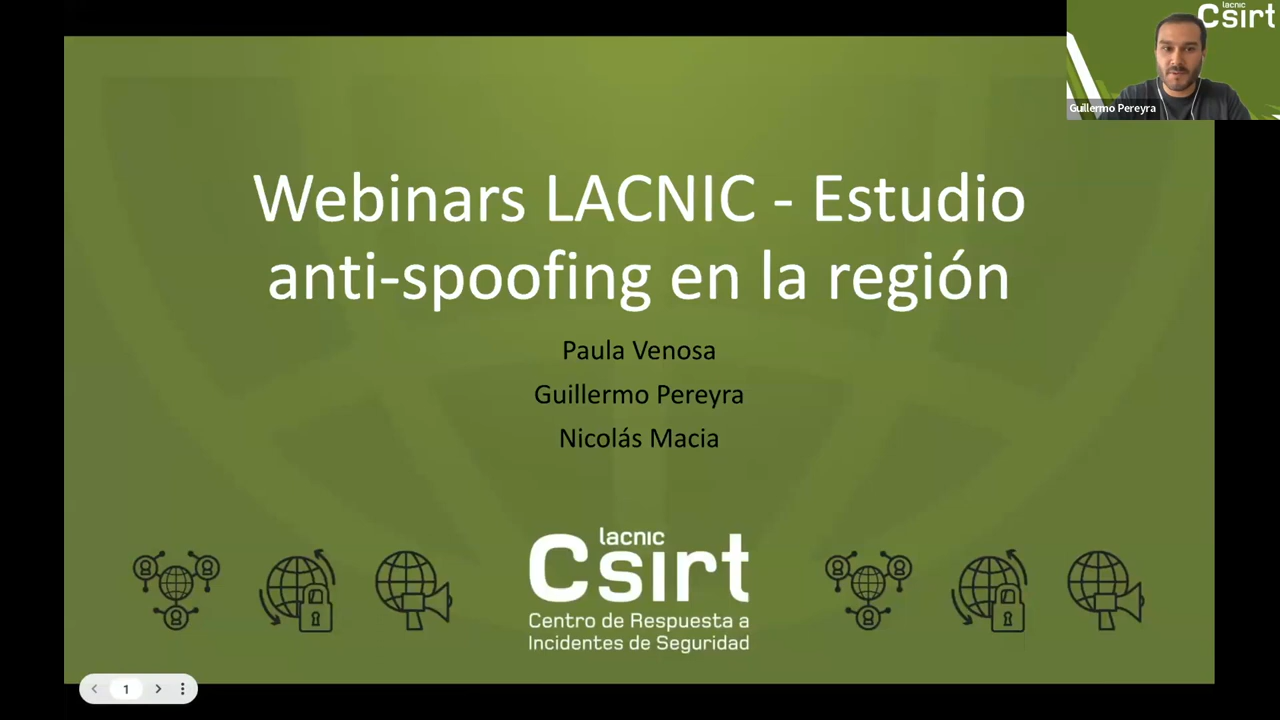 lacnic
Csirt
Guillermo Pereyra
Webinars LACNIC - Estudio
anti-spoofing en la región
Paula Venosa
Guillermo Pereyra
Nicolás Macia
lacnic
Csirt
Centro de Respuesta a
Incidentes de Seguridad
1